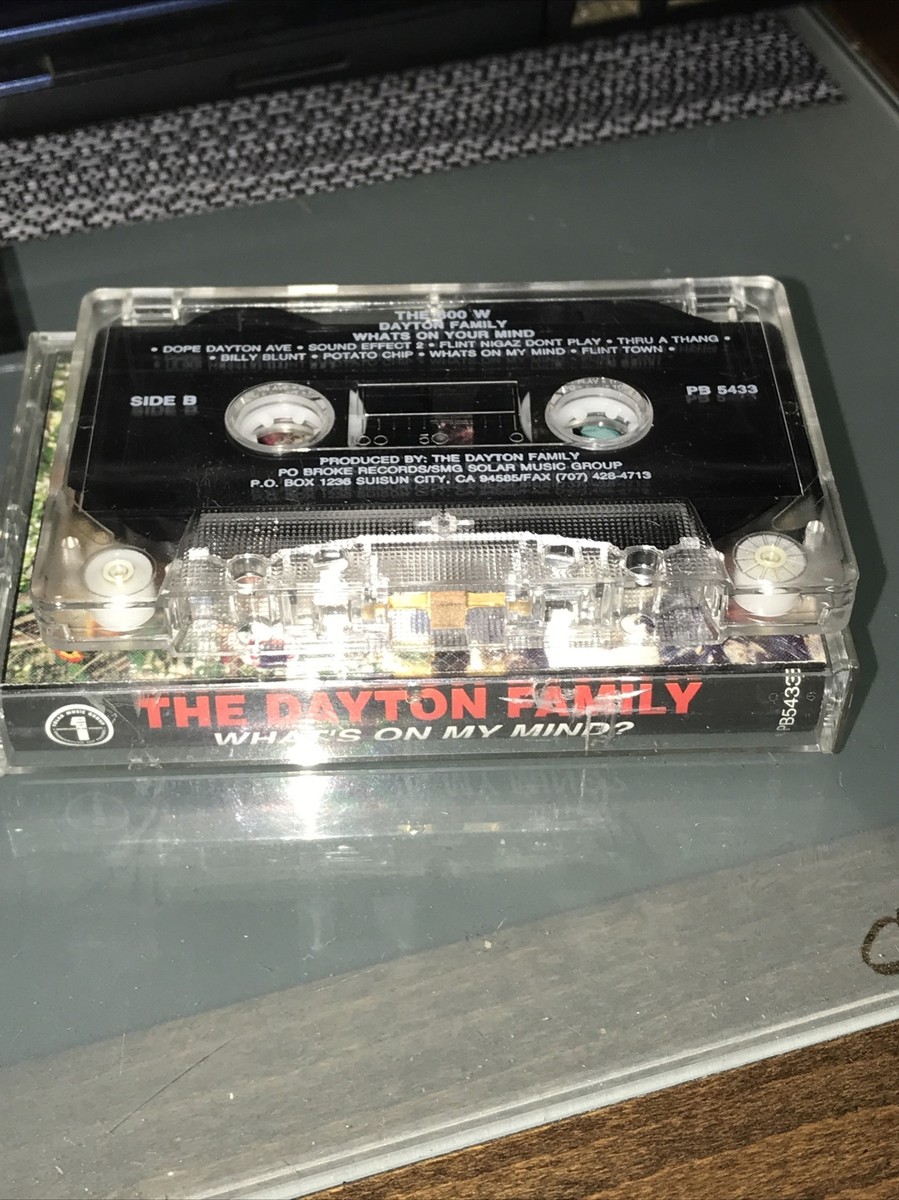 THE 600 W
DAYTON FAMILY
WHATS ON YOUR MIND
• DOPE DAYTON AVE • SOUND EFFECT 2 • FLINT NIGAZ DONT PLAY • THRU A THANG •
• BILLY BLUNT • POTATO CHIP • WHATS ON MY MIND • FLINT TOWN •
SIDE B
PB 5433
PRODUCED BY: THE DAYTON FAMILY
PO BROKE RECORDS/SMG SOLAR MUSIC GROUP
P.O. BOX 1236 SUISUN CITY, CA 94585/FAX (707) 428-4713
THE DAYTON FAMILY
WHAT'S ON MY MIND?
PB5433